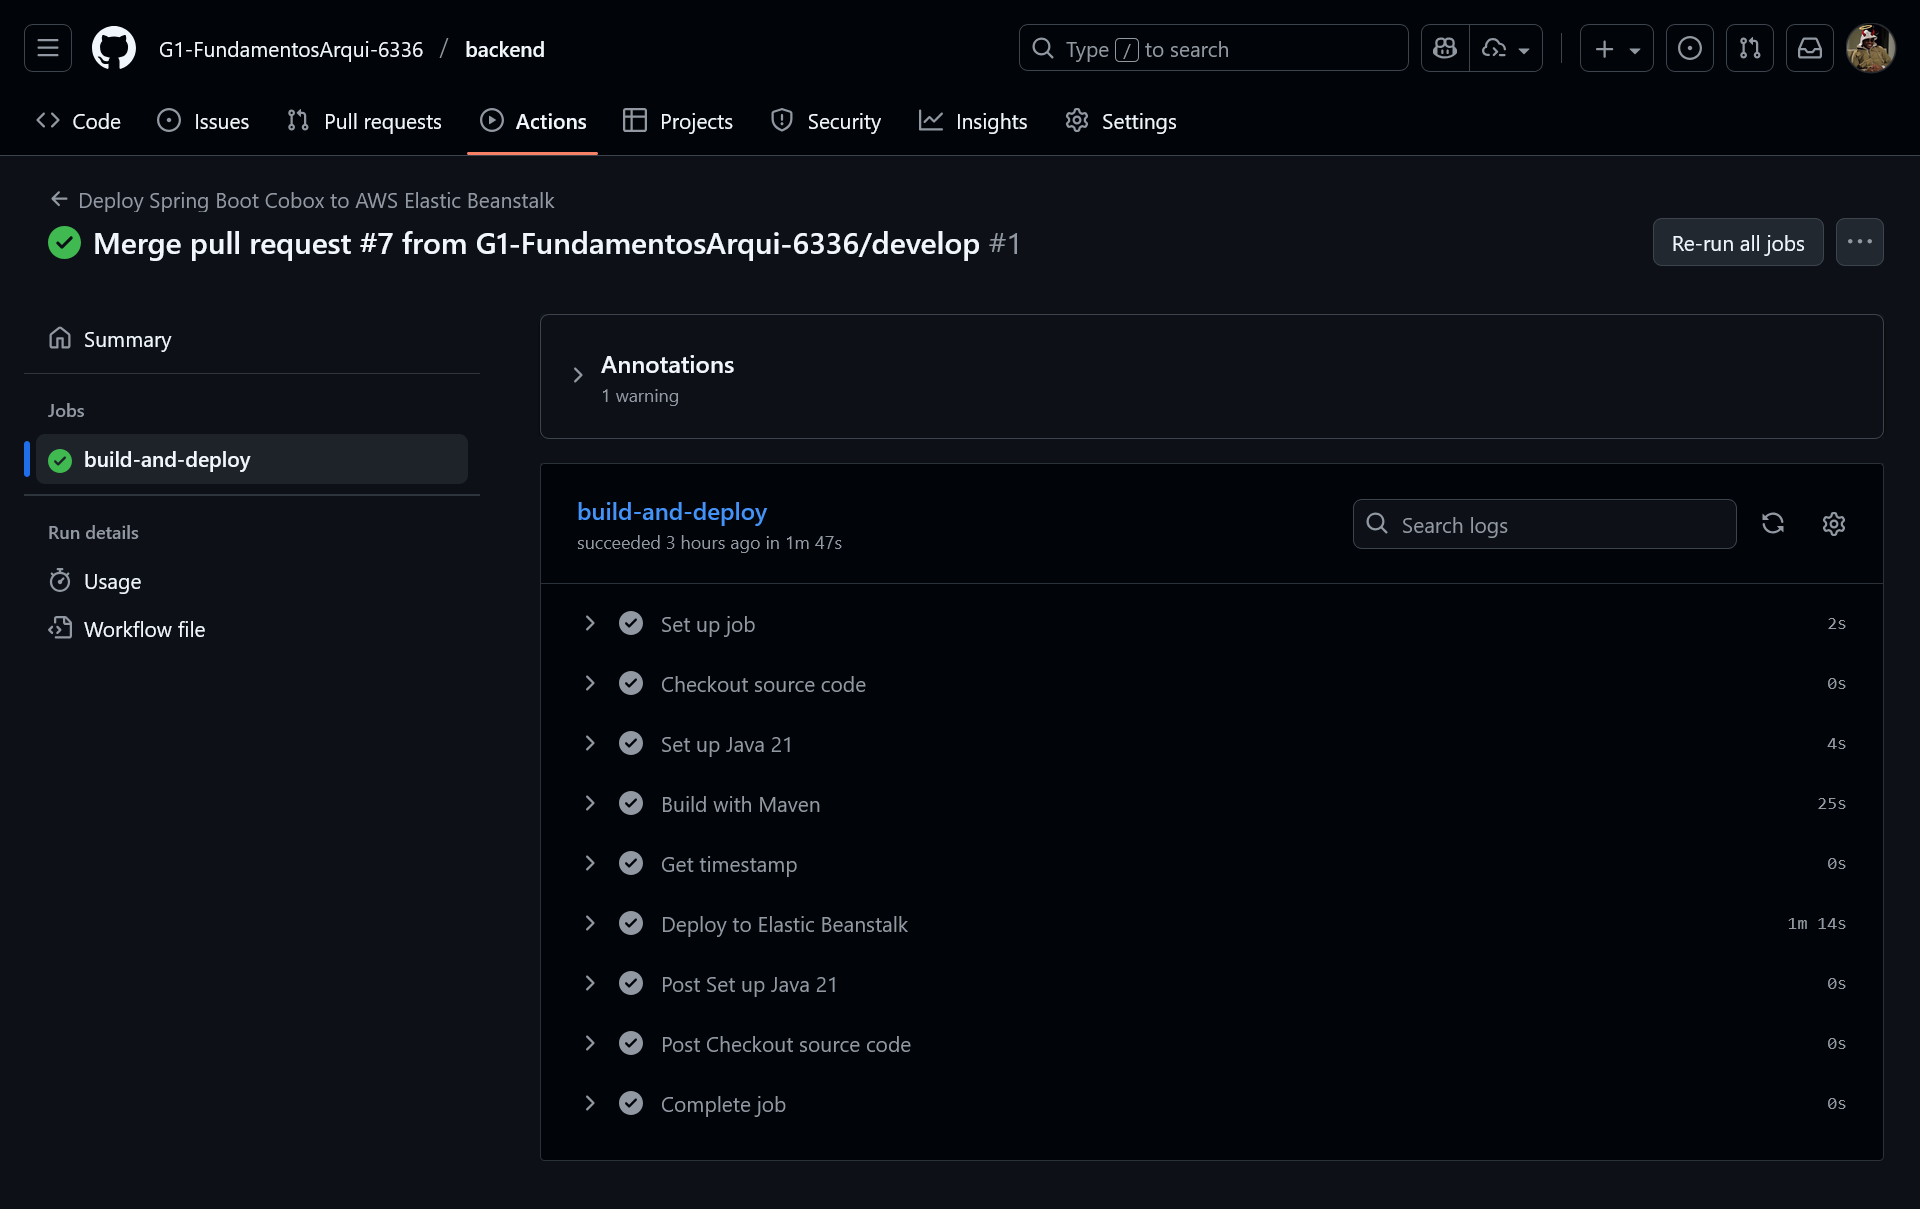 G1-FundamentosArqui-6336 / backend
Type / to search
Code Issues Pull requests Actions Projects Security Insights Settings
Deploy Spring Boot Cobox to AWS Elastic Beanstalk
Merge pull request #7 from G1-FundamentosArqui-6336/develop #1
Re-run all jobs
Summary
Jobs
build-and-deploy
Run details
Usage
Workflow file
Annotations
1 warning
build-and-deploy
succeeded 3 hours ago in 1m 47s
Search logs
Set up job 2s
Checkout source code 0s
Set up Java 21 4s
Build with Maven 25s
Get timestamp 0s
Deploy to Elastic Beanstalk 1m 14s
Post Set up Java 21 0s
Post Checkout source code 0s
Complete job 0s